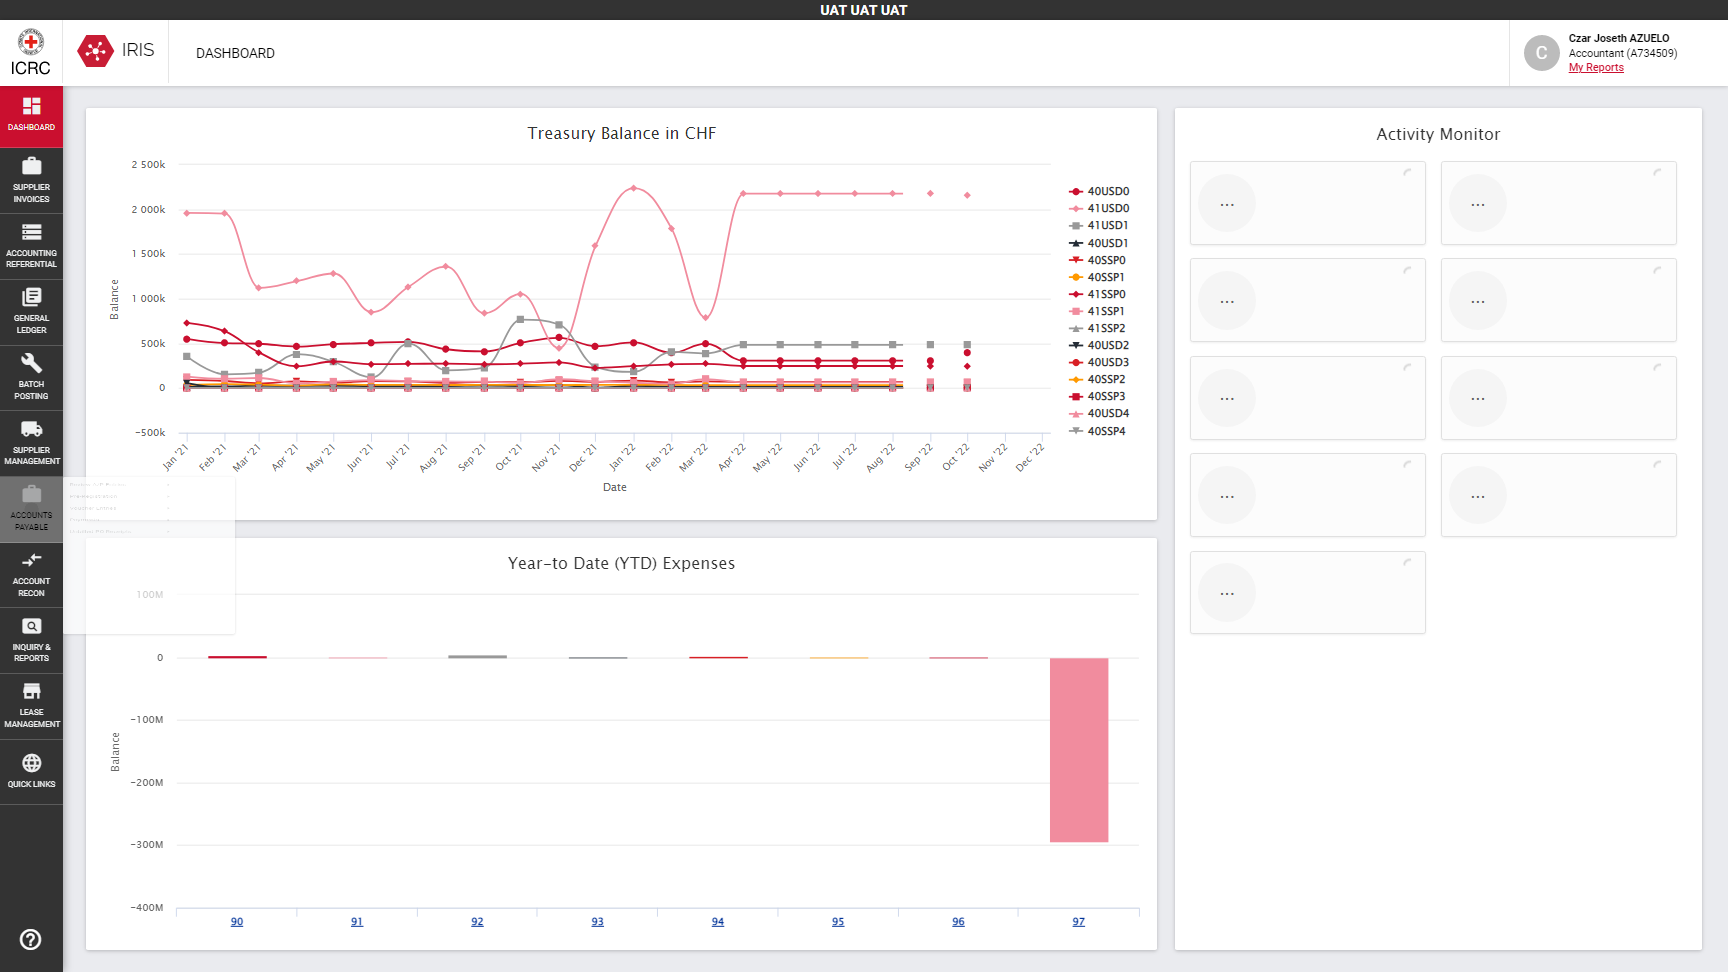 UAT UAT UAT
ICRC
IRIS
DASHBOARD
Czar Joseth AZUELO
Accountant (A734509)
My Reports
DASHBOARD
SUPPLIER
INVOICES
ACCOUNTING
REFERENTIAL
GENERAL
LEDGER
BATCH
POSTING
SUPPLIER
MANAGEMENT
ACCOUNTS
PAYABLE
ACCOUNT
RECON
INQUIRY &
REPORTS
LEASE
MANAGEMENT
QUICK LINKS
Treasury Balance in CHF
2 500k
2 000k
1 500k
1 000k
500k
0
-500k
Balance
Jan '21
Feb '21
Mar '21
Apr '21
May '21
Jun '21
Jul '21
Aug '21
Sep '21
Oct '21
Nov '21
Dec '21
Jan '22
Feb '22
Mar '22
Apr '22
May '22
Jun '22
Jul '22
Aug '22
Sep '22
Oct '22
Nov '22
Dec '22
Date
40USD0
41USD0
41USD1
40USD1
40SSP0
40SSP1
41SSP0
41SSP1
41SSP2
40USD2
40USD3
40SSP2
40SSP3
40USD4
40SSP4
Year-to Date (YTD) Expenses
100M
0
-100M
-200M
-300M
-400M
Balance
90
91
92
93
94
95
96
97
Activity Monitor
...
...
...
...
...
...
...
...
...